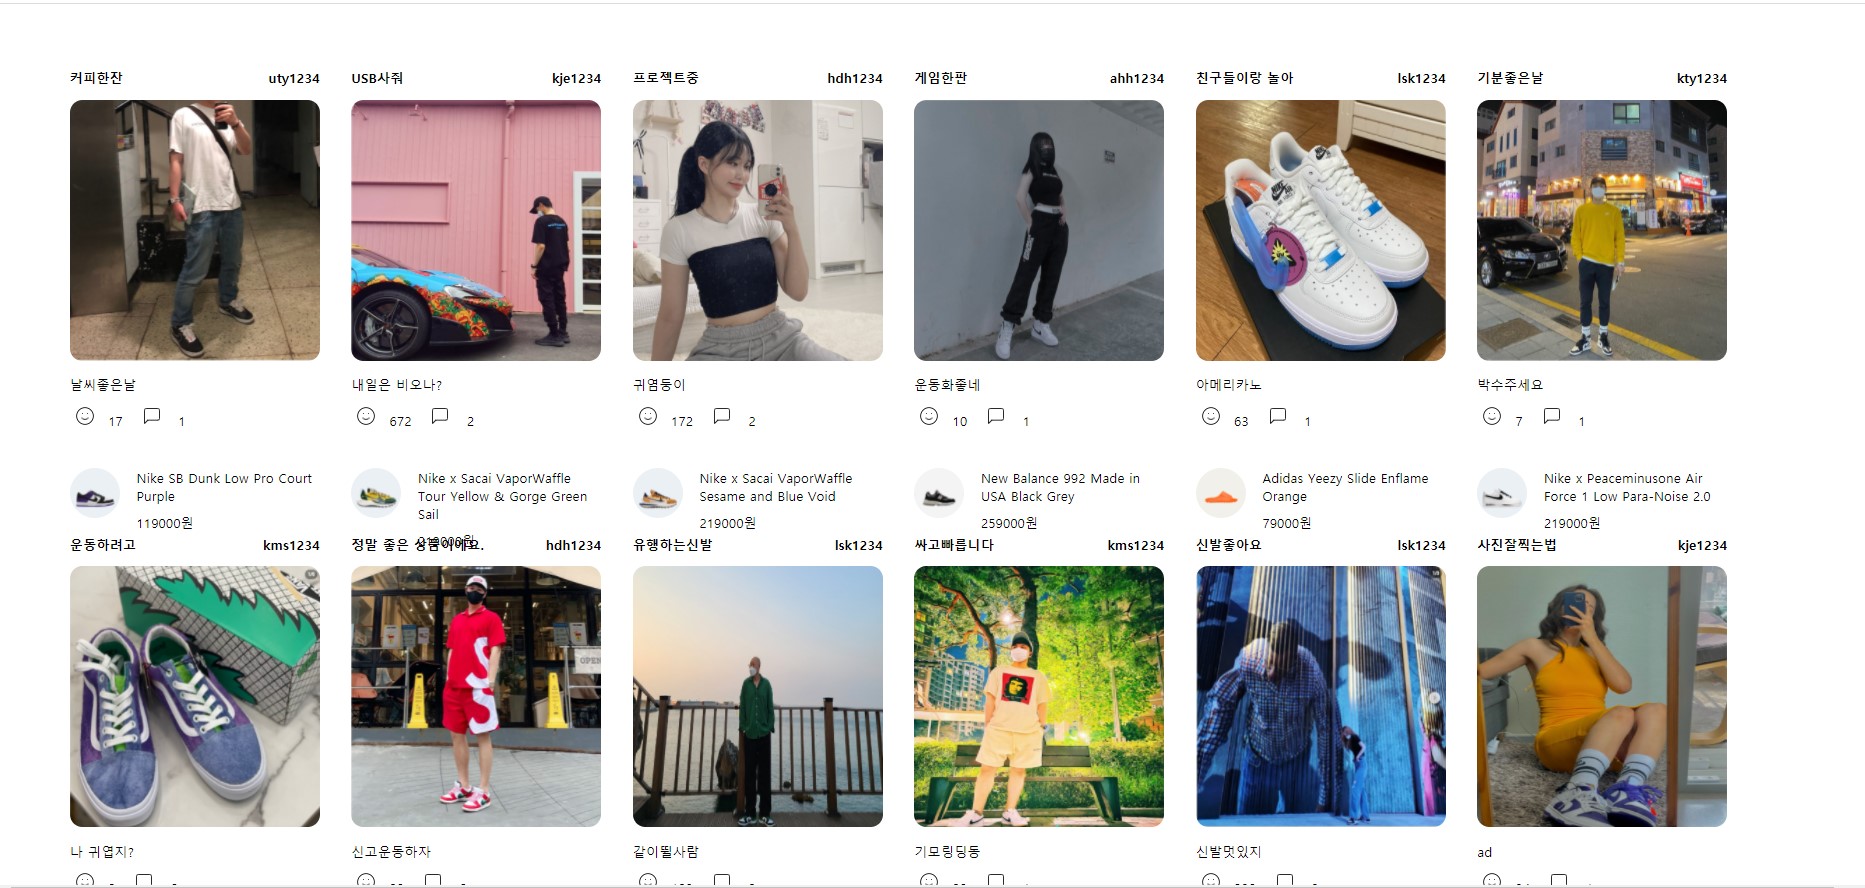 커피한잔 uty1234
USB사줘 kje1234
프로젝트중 hdh1234
게임한판 ahh1234
친구들이랑 놀아 lsk1234
기분좋은날 kty1234
날씨좋은날
내일은 비오나?
귀염둥이
운동화좋네
아메리카노
박수주세요
17 1
672 2
172 2
10 1
63 1
7 1
Nike SB Dunk Low Pro Court
Purple
119000원
Nike x Sacai VaporWaffle
Tour Yellow & Gorge Green
Sail
219000원
Nike x Sacai VaporWaffle
Sesame and Blue Void
219000원
New Balance 992 Made in
USA Black Grey
259000원
Adidas Yeezy Slide Enflame
Orange
79000원
Nike x Peaceminusone Air
Force 1 Low Para-Noise 2.0
219000원
운동하려고 kms1234
정말 좋은 상품이에요. hdh1234
유행하는신발 lsk1234
싸고빠릅니다 kms1234
신발좋아요 lsk1234
사진잘찍는법 kje1234
OPEN
나 귀엽지?
신고운동하자
같이뛸사람
기모링딩동
신발멋있지
ad